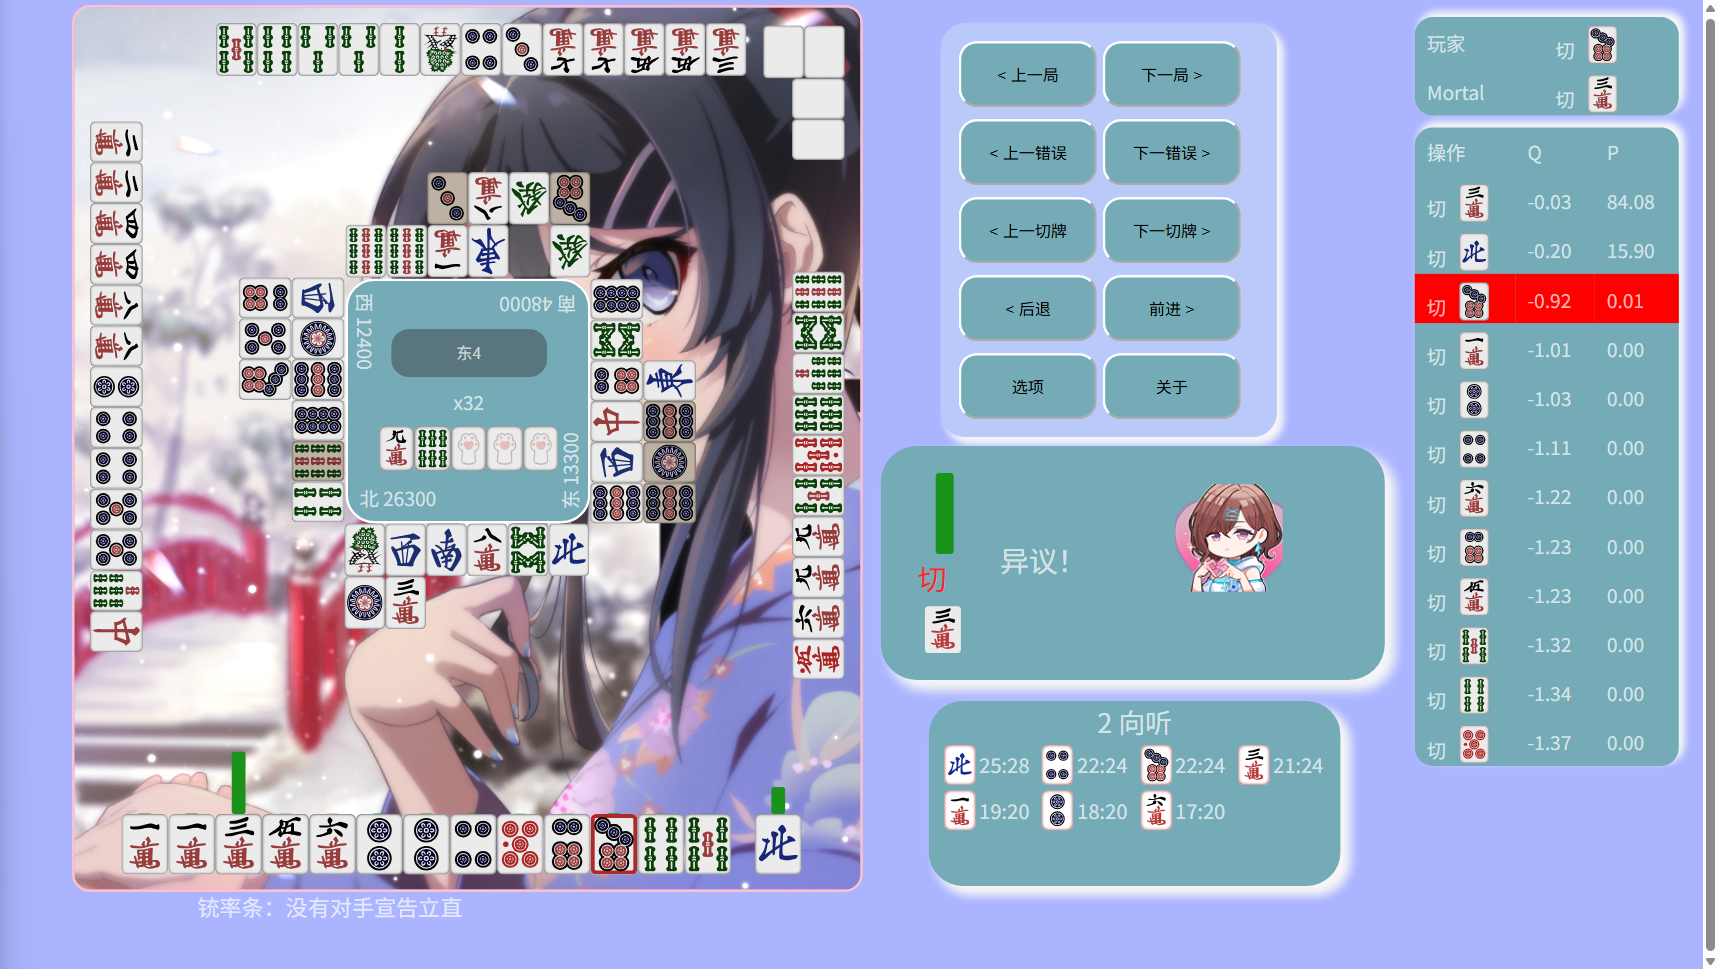 南 48000
西 12400
东4
x32
东 13300
北 26300
铳率条：没有对手宣告立直
< 上一局
下一局 >
< 上一错误
下一错误 >
< 上一切牌
下一切牌 >
< 后退
前进 >
选项
关于
切
异议！
2 向听
25:28
22:24
22:24
21:24
19:20
18:20
17:20
玩家 切
Mortal 切
操作 Q P
切 -0.03 84.08
切 -0.20 15.90
切 -0.92 0.01
切 -1.01 0.00
切 -1.03 0.00
切 -1.11 0.00
切 -1.22 0.00
切 -1.23 0.00
切 -1.23 0.00
切 -1.32 0.00
切 -1.34 0.00
切 -1.37 0.00